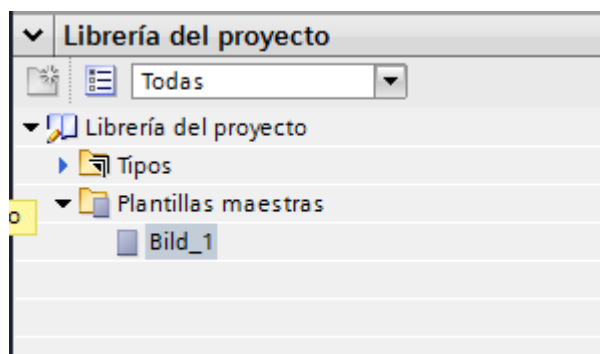 Librería del proyecto
Todas
Librería del proyecto
Tipos
Plantillas maestras
o
Bild_1